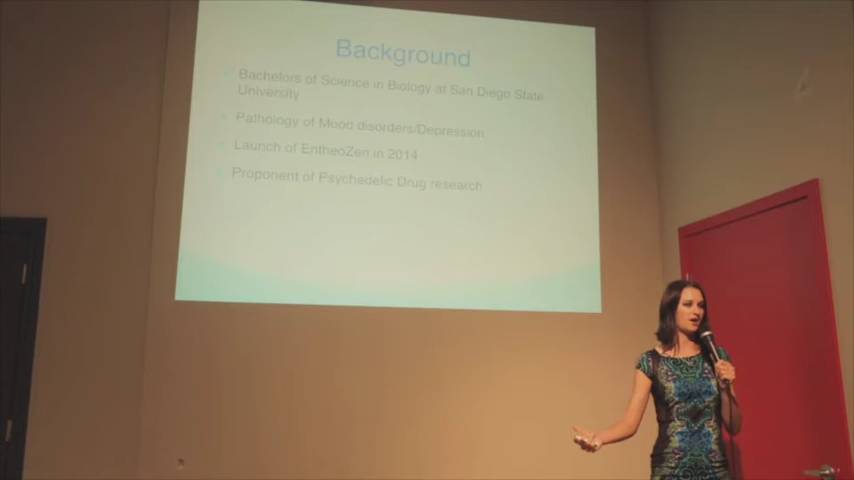 Background
Bachelors of Science in Biology at San Diego State
University
Pathology of Mood disorders/Depression
Launch of EntheoZen in 2014
Proponent of Psychedelic Drug research